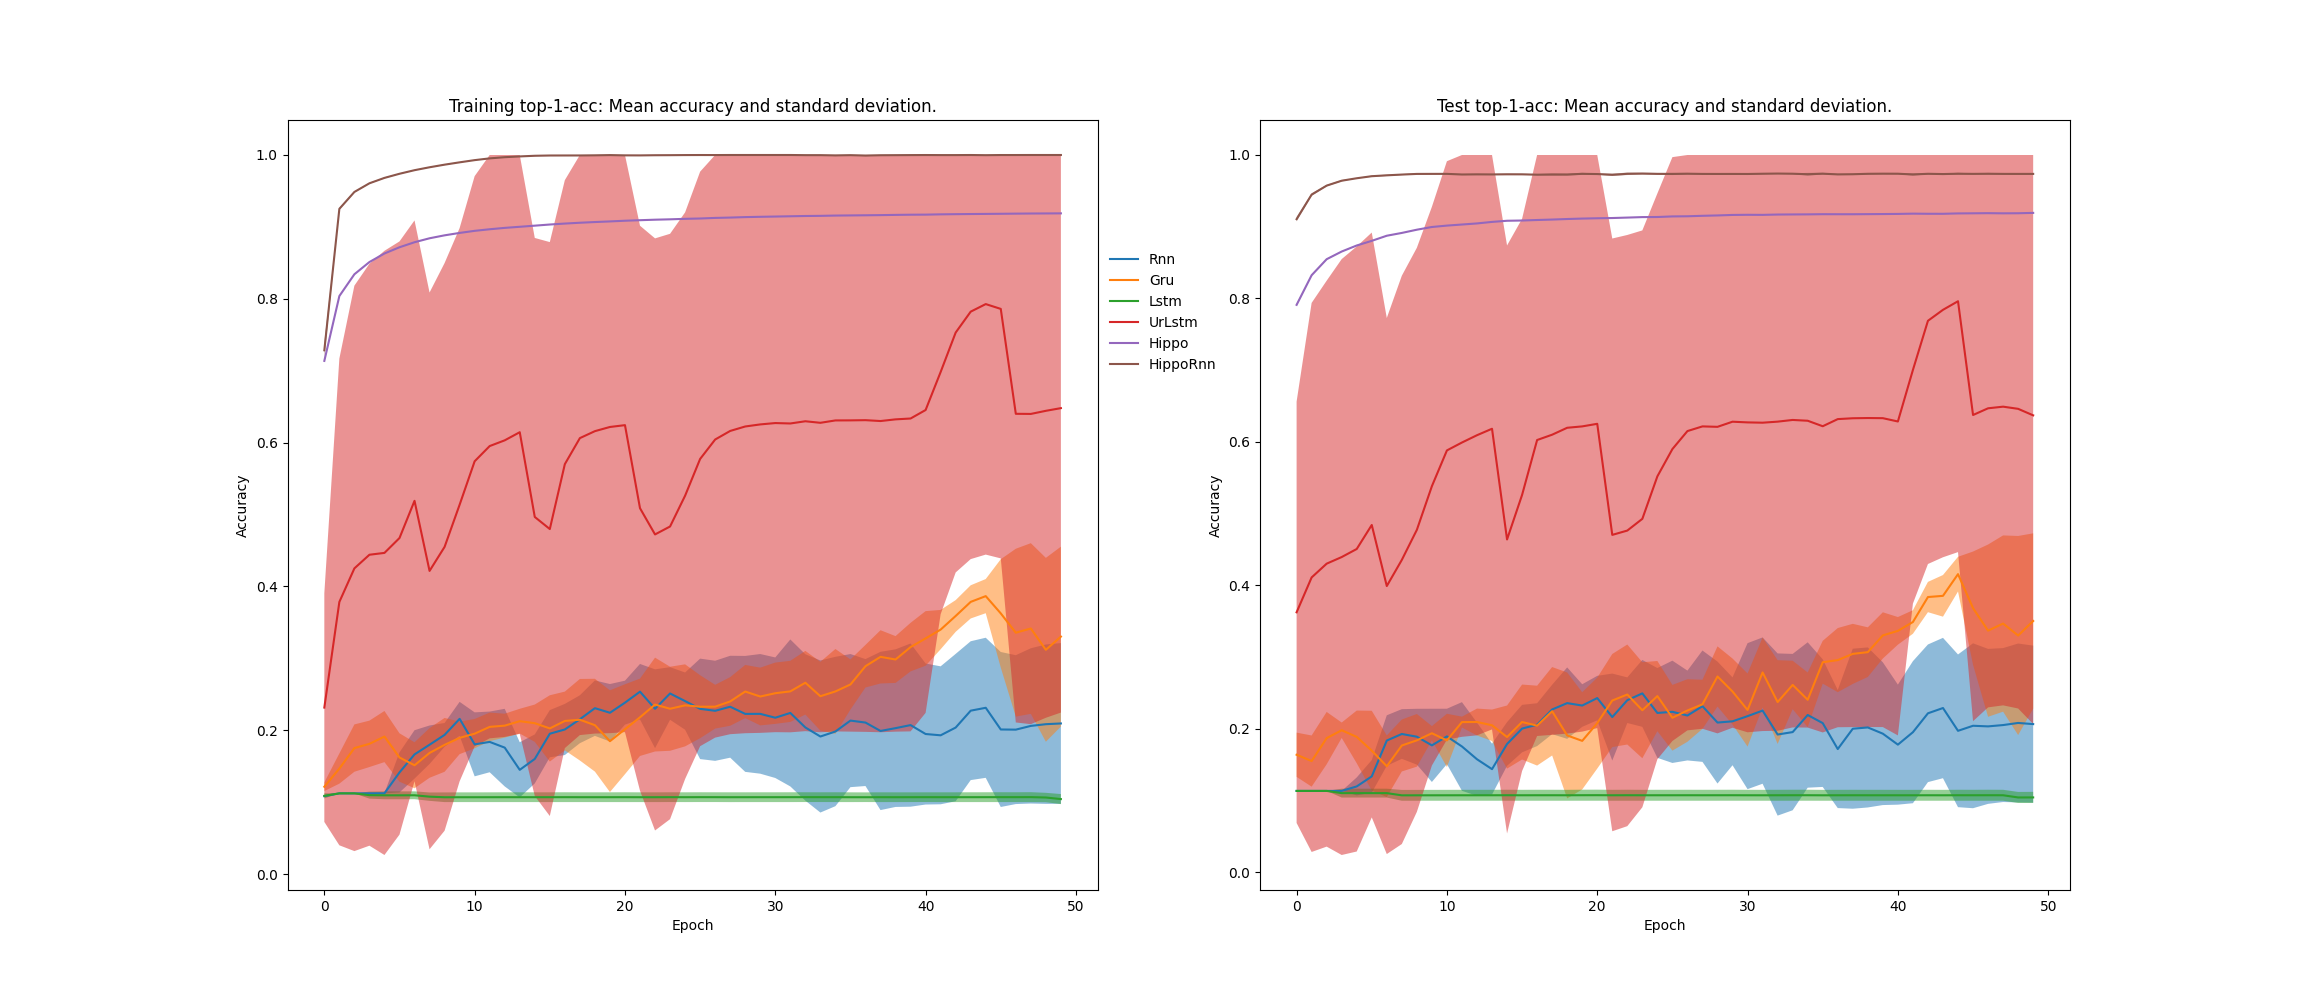 Training top-1-acc: Mean accuracy and standard deviation.
1.0
0.8
0.6
0.4
0.2
0.0
Accuracy
0 10 20 30 40 50
Epoch
Rnn
Gru
Lstm
UrLstm
Hippo
HippoRnn
Test top-1-acc: Mean accuracy and standard deviation.
1.0
0.8
0.6
0.4
0.2
0.0
Accuracy
0 10 20 30 40 50
Epoch